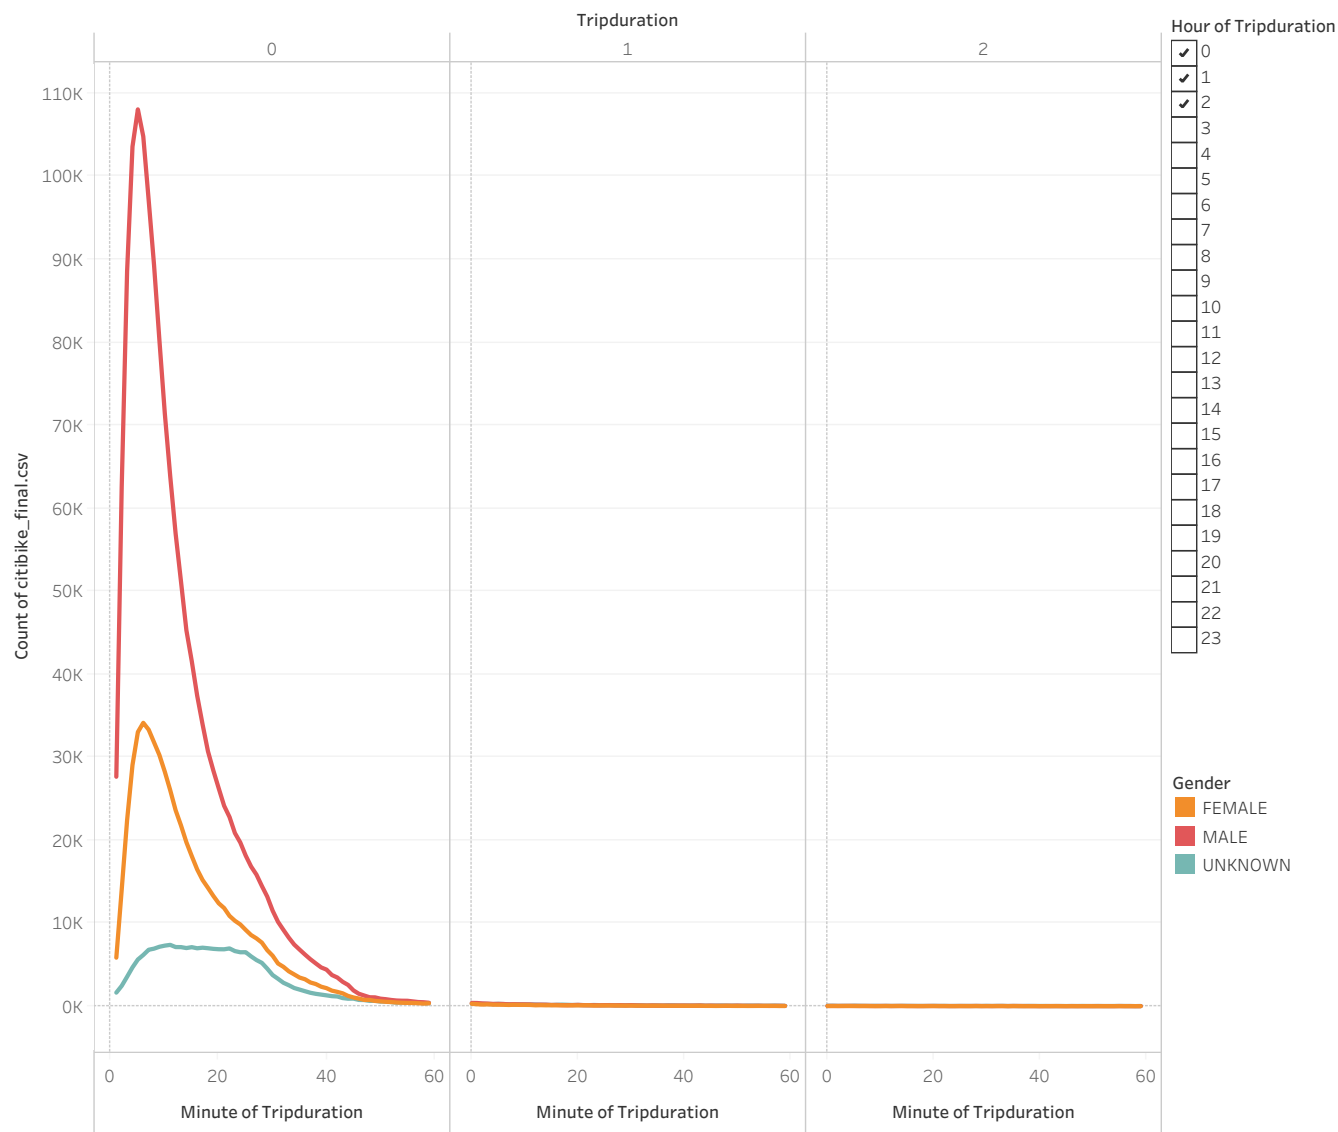 Tripduration
0 1 2
110K
100K
90K
80K
70K
60K
50K
40K
30K
20K
10K
0K
Count of citibike_final.csv
0 20 40 60 0 20 40 60 0 20 40 60
Minute of Tripduration Minute of Tripduration Minute of Tripduration
Hour of Tripduration
0
1
2
3
4
5
6
7
8
9
10
11
12
13
14
15
16
17
18
19
20
21
22
23
Gender
FEMALE
MALE
UNKNOWN